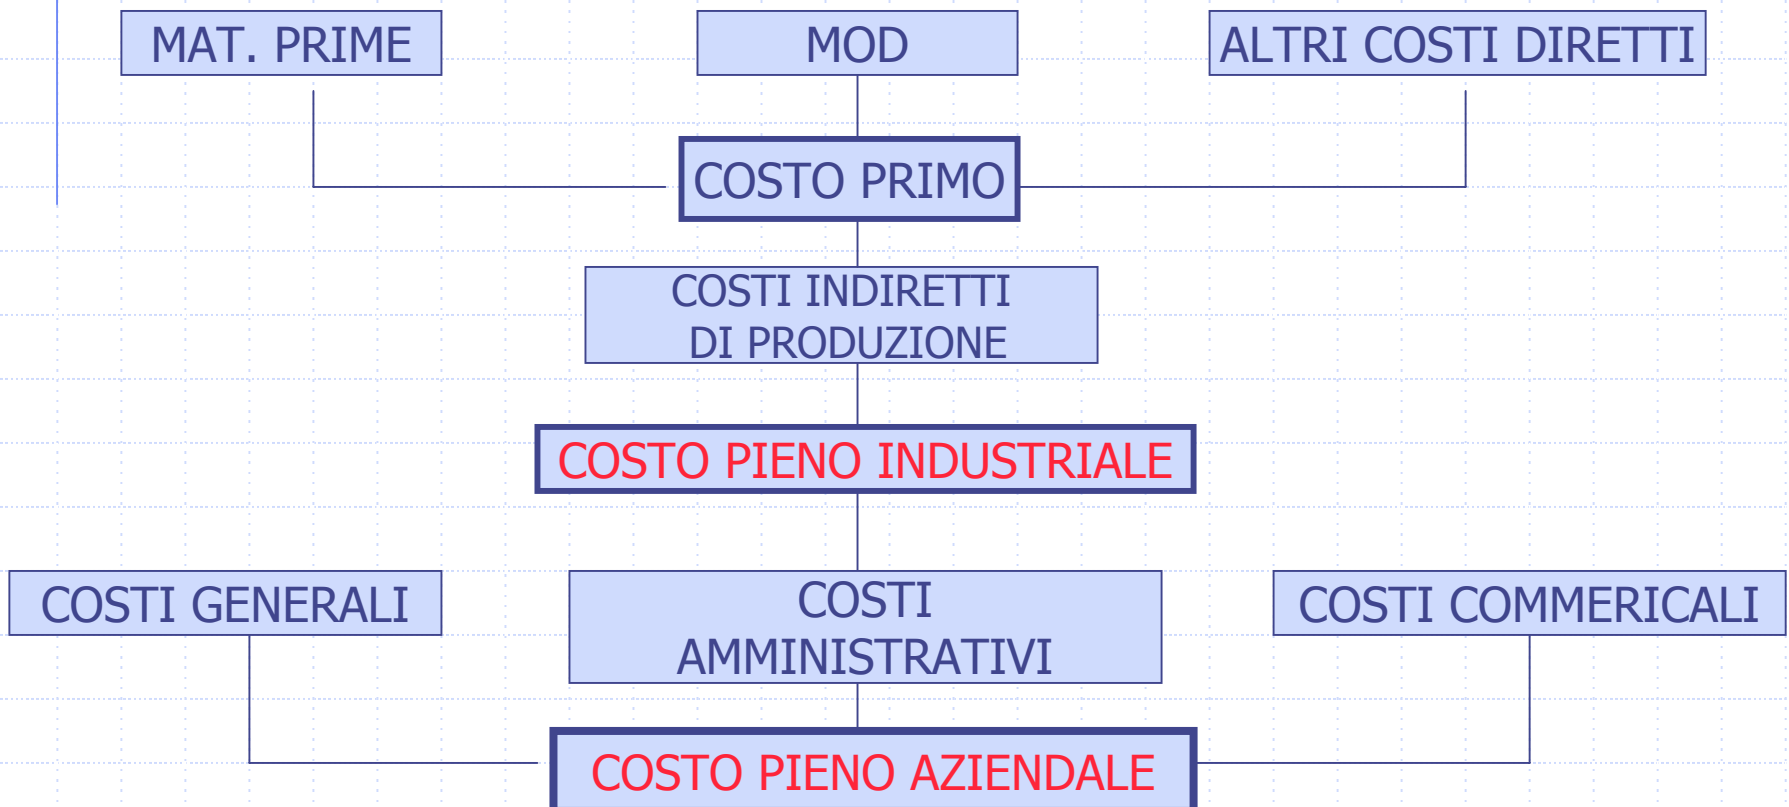 MAT. PRIME
MOD
ALTRI COSTI DIRETTI
COSTO PRIMO
COSTI INDIRETTI
DI PRODUZIONE
COSTO PIENO INDUSTRIALE
COSTI GENERALI
COSTI
AMMINISTRATIVI
COSTI COMMERICALI
COSTO PIENO AZIENDALE